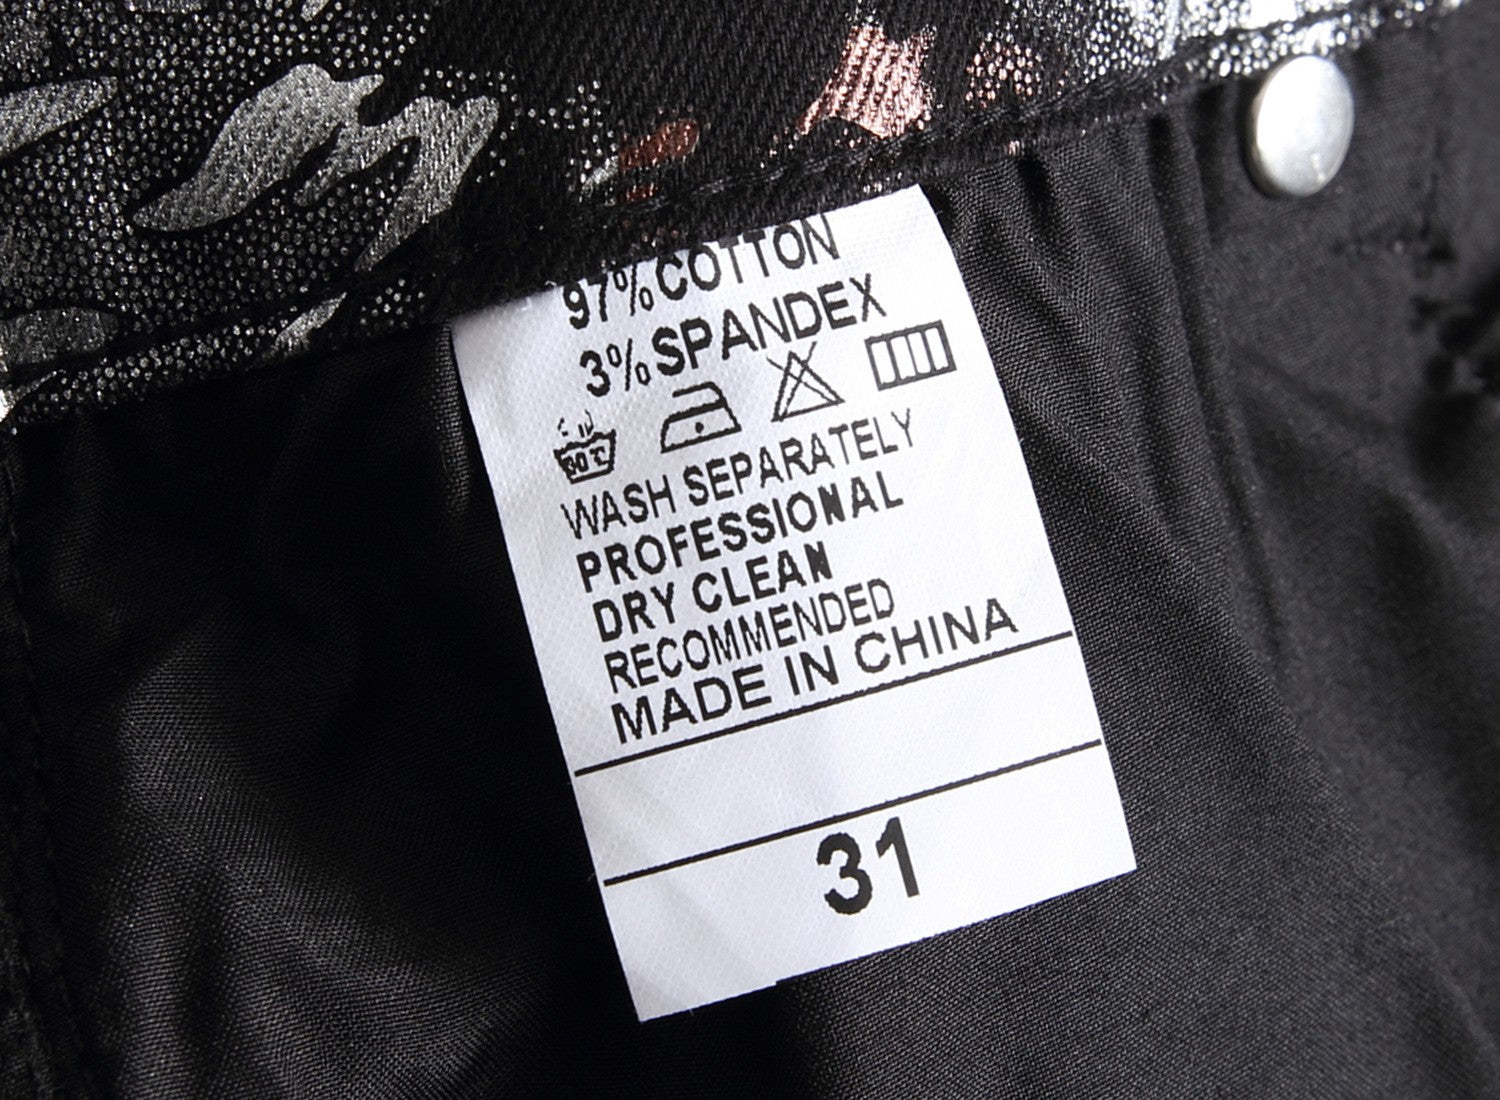 97% COTTON
3% SPANDEX
30℃
WASH SEPARATELY
PROFESSIONAL
DRY CLEAN
RECOMMENDED
MADE IN CHINA
31